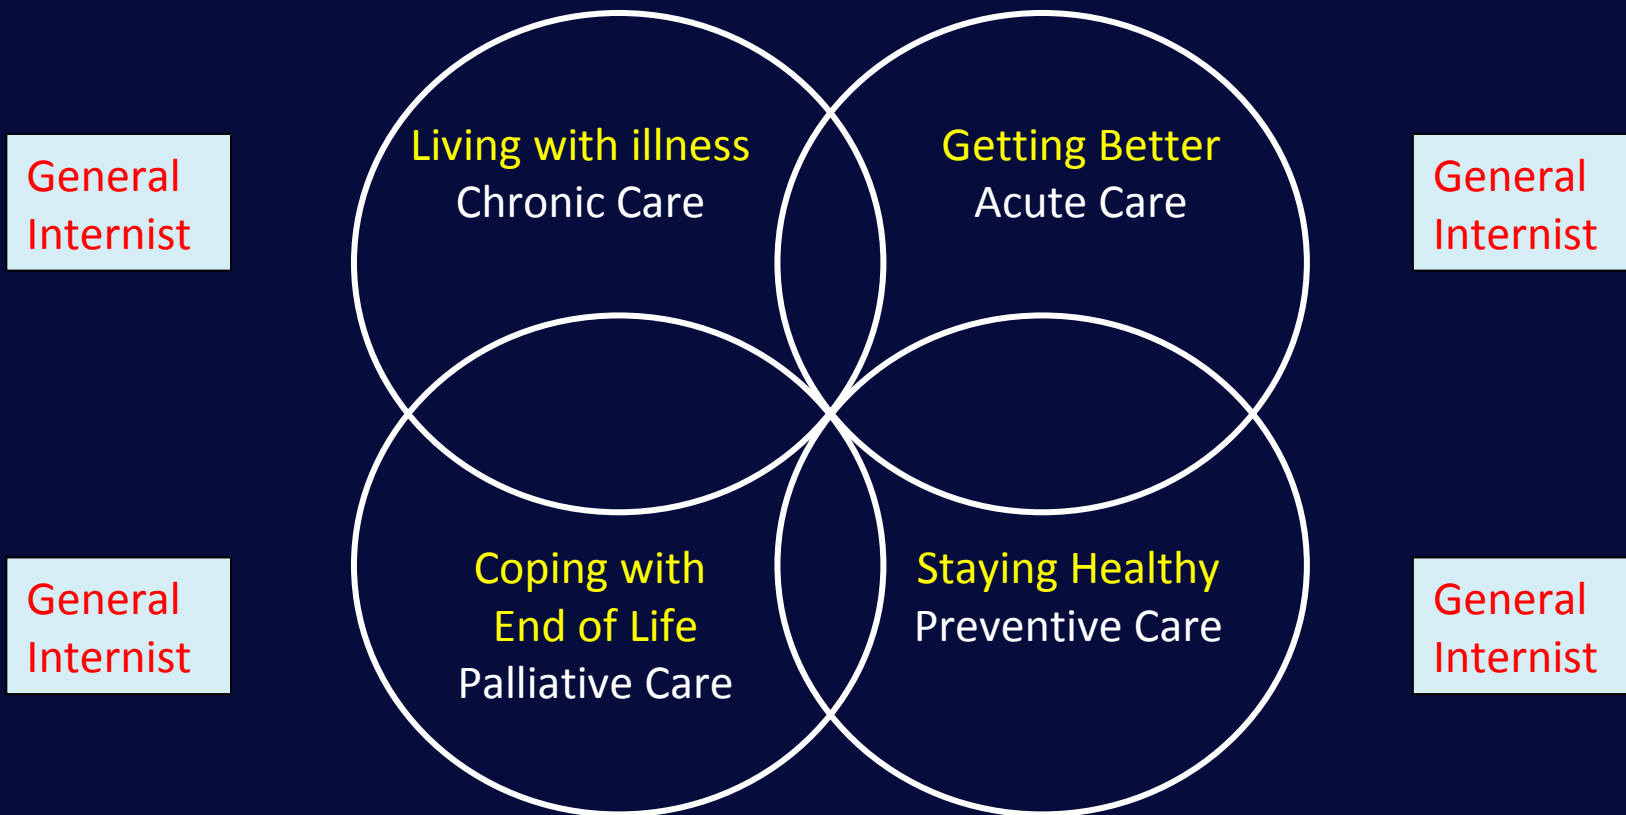 General
Internist
Living with illness
Chronic Care
Getting Better
Acute Care
General
Internist
General
Internist
Coping with
End of Life
Palliative Care
Staying Healthy
Preventive Care
General
Internist